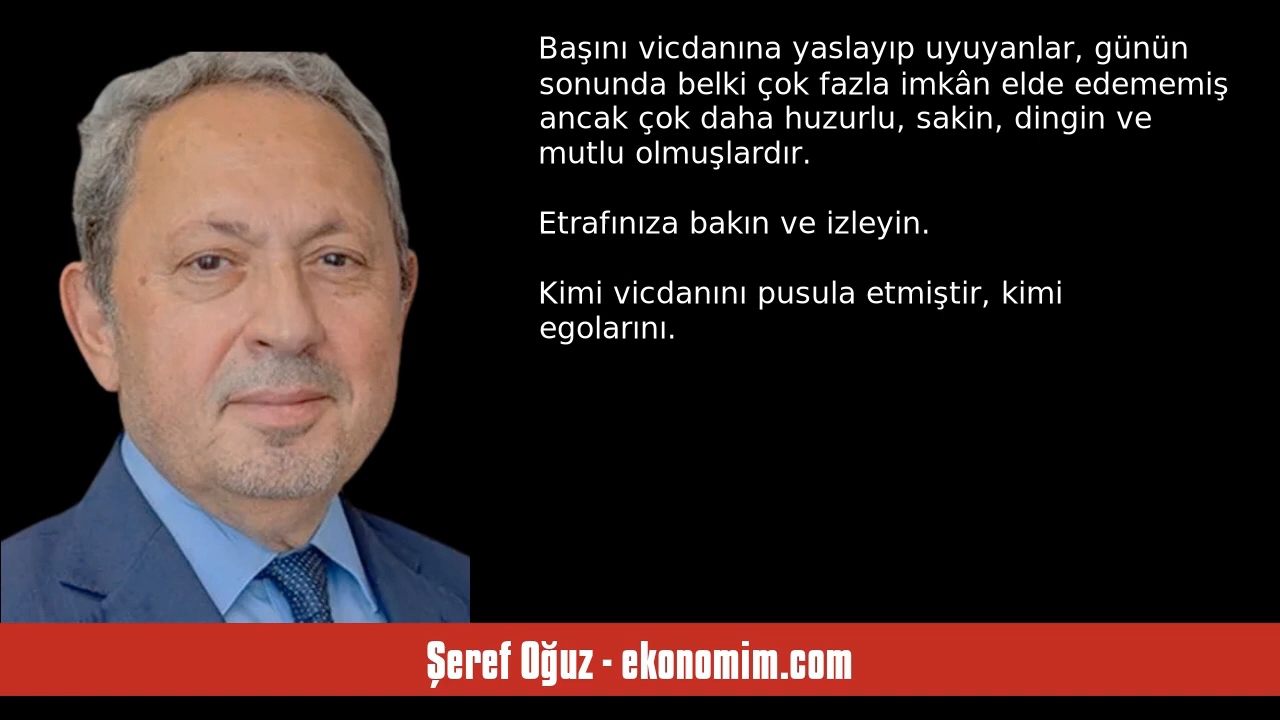 Başını vicdanına yaslayıp uyuyanlar, günün
sonunda belki çok fazla imkân elde edememiş
ancak çok daha huzurlu, sakin, dingin ve
mutlu olmuşlardır.
Etrafınıza bakın ve izleyin.
Kimi vicdanını pusula etmiştir, kimi
egolarını.
Şeref Oğuz - ekonomim.com